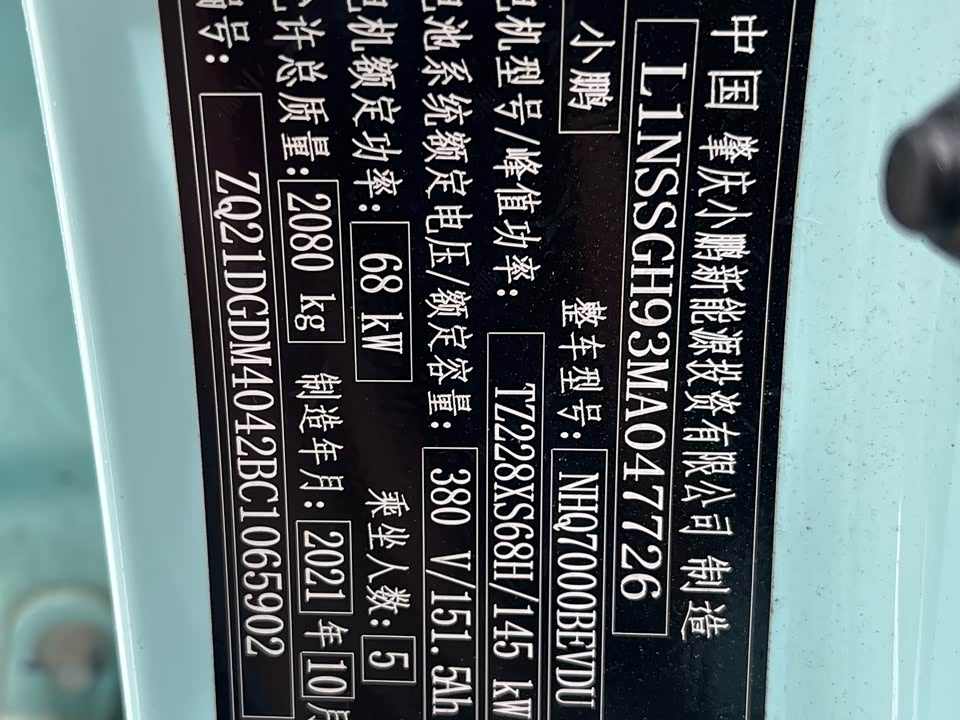 中国 肇庆小鹏新能源投资有限公司 制造
L1NSSGH93MA047726
小鹏 整车型号: NHQ7000BEVDU
电机型号/峰值功率: TZ228XS68H/145 kW
电池系统额定电压/额定容量: 380 V/151.5Ah
电机额定功率: 68 kW 乘坐人数: 5
允许总质量: 2080 kg 制造年月: 2021 年 10 月
号: ZQ21DGDM4042BC1065902